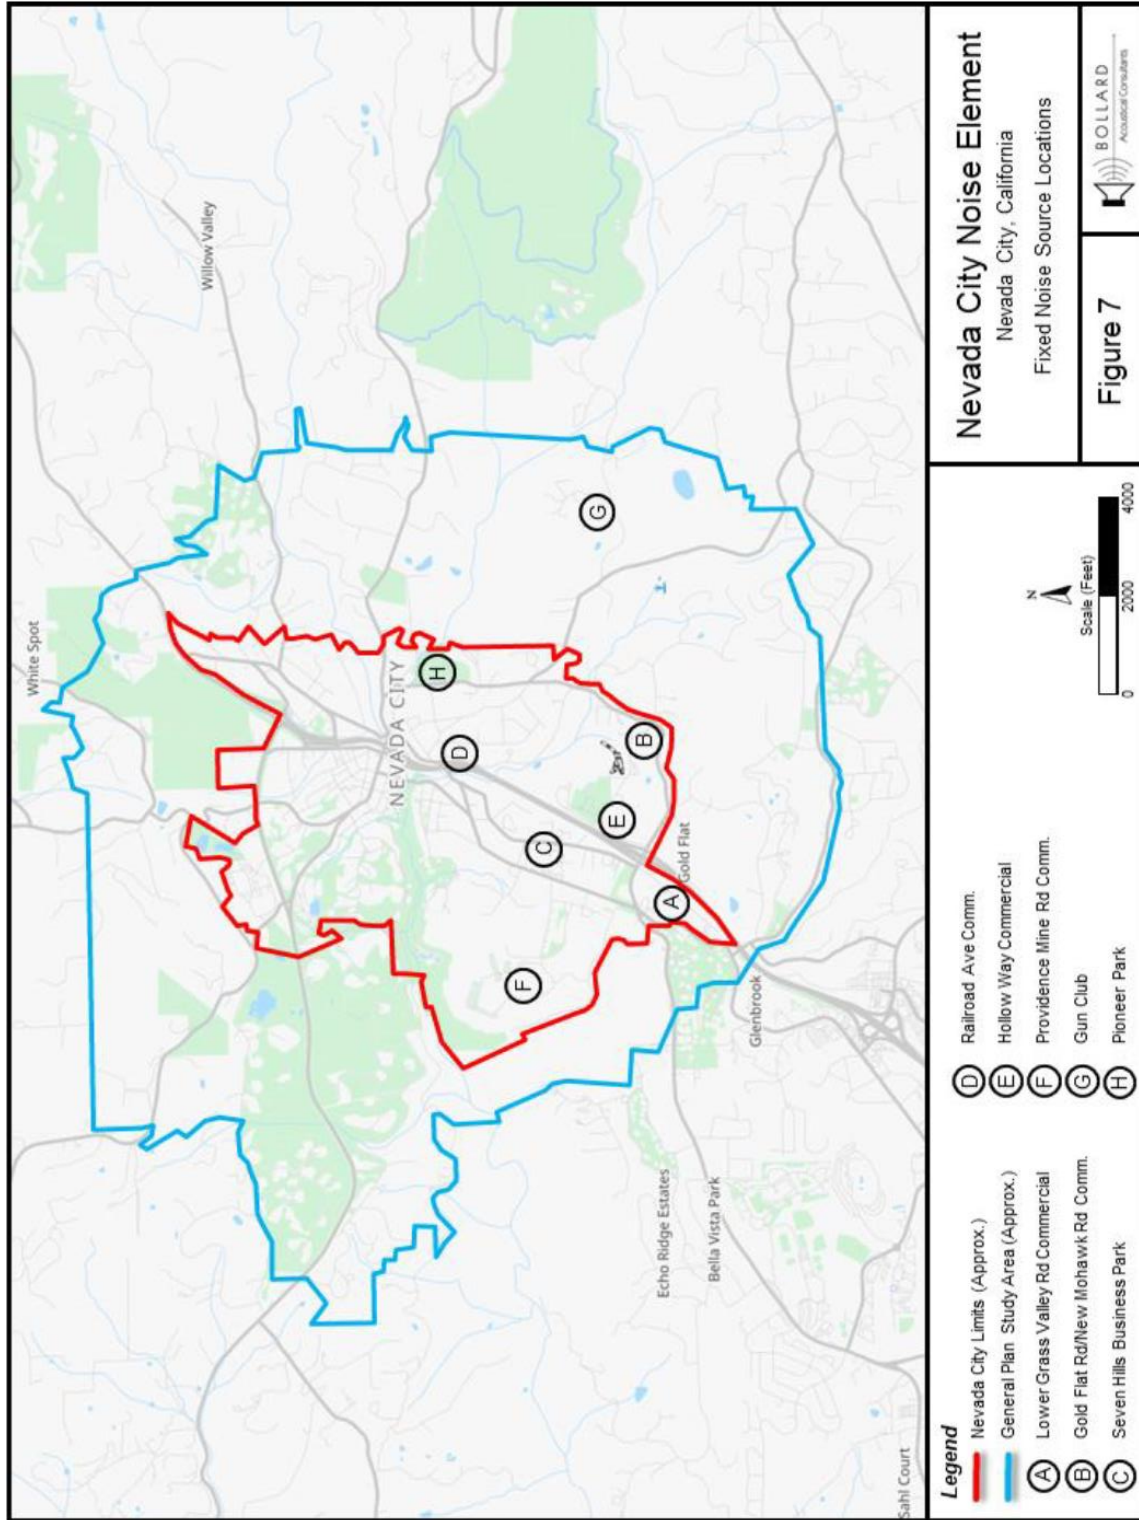 White Spot
Willow Valley
NEVADA CITY
H
D
G
C
E
B
F
A
Gold Flat
Glenbrook
Echo Ridge Estates
Bella Vista Park
Sahl Court
Legend
Nevada City Limits (Approx.)
General Plan Study Area (Approx.)
A Lower Grass Valley Rd Commercial
B Gold Flat Rd/New Mohawk Rd Comm.
C Seven Hills Business Park
D Railroad Ave Comm.
E Hollow Way Commercial
F Providence Mine Rd Comm.
G Gun Club
H Pioneer Park
N
Scale (Feet)
0 2000 4000
Nevada City Noise Element
Nevada City, California
Fixed Noise Source Locations
Figure 7
BOLLARD
Acoustical Consultants